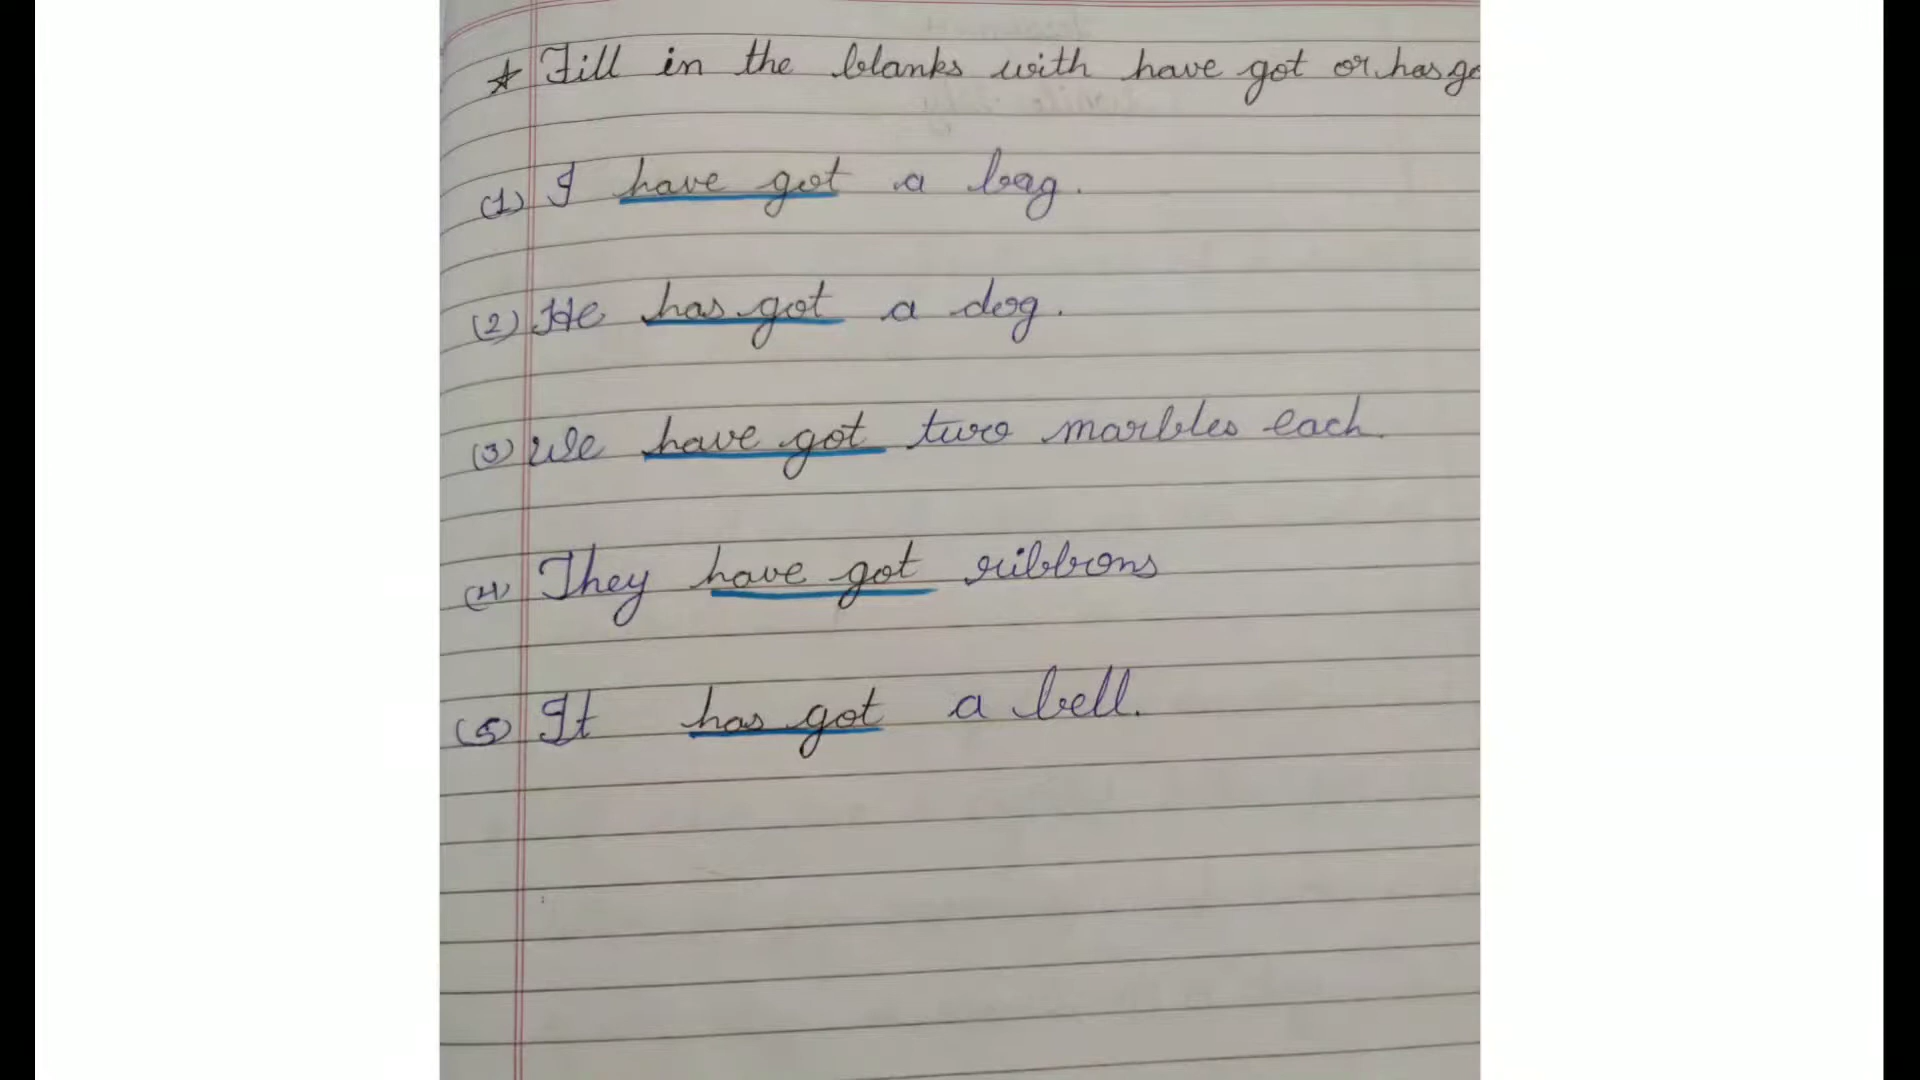 ☆ Fill in the blanks with have got or has go
(1) I have got a bag.
(2) He has got a dog.
(3) We have got two marbles each.
(4) They have got ribbons
(5) It has got a bell.